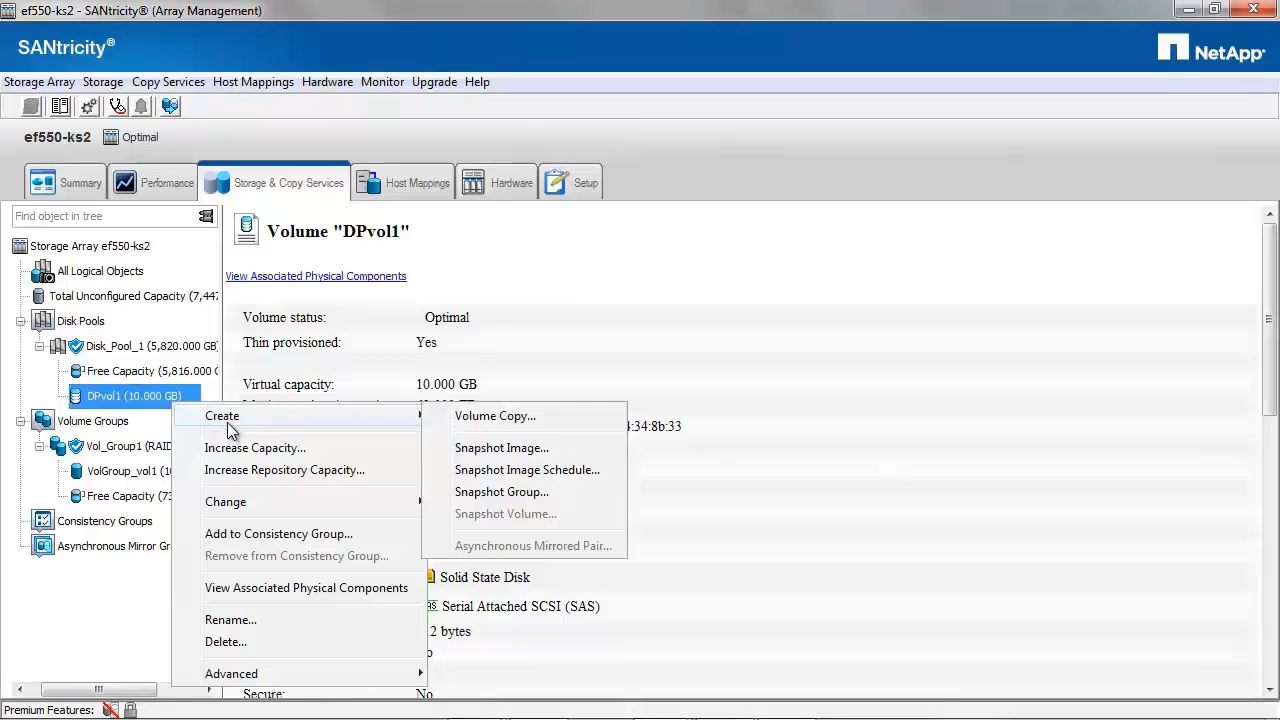 ef550-ks2 - SANtricity® (Array Management)
SANtricity®
NetApp®
Storage Array Storage Copy Services Host Mappings Hardware Monitor Upgrade Help
ef550-ks2 Optimal
Summary Performance Storage & Copy Services Host Mappings Hardware Setup
Find object in tree
Storage Array ef550-ks2
All Logical Objects
Total Unconfigured Capacity (7,447
Disk Pools
Disk_Pool_1 (5,820.000 GB)
Free Capacity (5,816.000 G
DPvol1 (10.000 GB)
Volume Groups
Vol_Group1 (RAID
VolGroup_vol1 (10
Free Capacity (73
Consistency Groups
Asynchronous Mirror Gr
Volume "DPvol1"
View Associated Physical Components
Volume status: Optimal
Thin provisioned: Yes
Virtual capacity: 10.000 GB
4:34:8b:33
Solid State Disk
Serial Attached SCSI (SAS)
2 bytes
Secure: No
Create
Increase Capacity...
Increase Repository Capacity...
Change
Add to Consistency Group...
Remove from Consistency Group...
View Associated Physical Components
Rename...
Delete...
Advanced
Volume Copy...
Snapshot Image...
Snapshot Image Schedule...
Snapshot Group...
Snapshot Volume...
Asynchronous Mirrored Pair...
Premium Features: